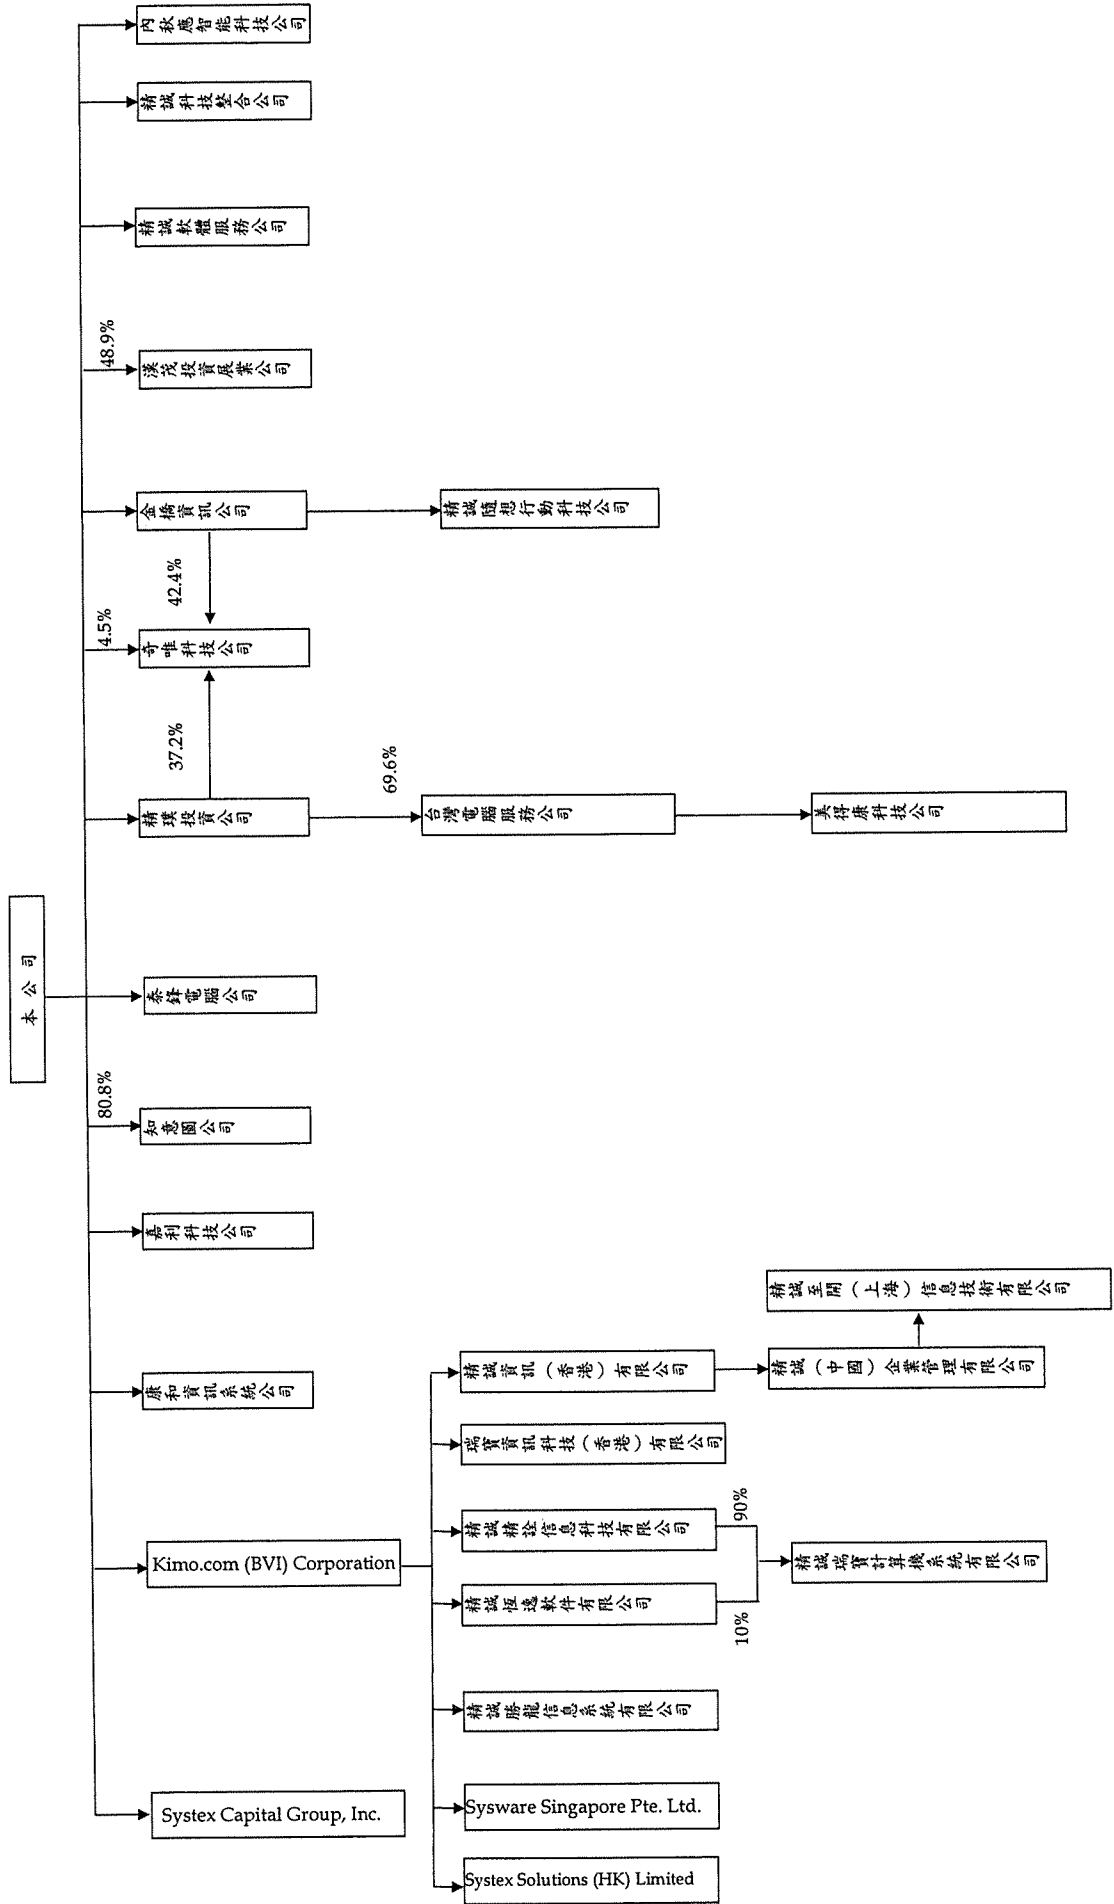 本公司
Systex Capital Group, Inc.
Kimo.com (BVI) Corporation
康和資訊系統公司
嘉利科技公司
80.8%
知意圖公司
泰鋒電腦公司
精璞投資公司
37.2%
4.5%
奇唯科技公司
42.4%
金橋資訊公司
48.9%
漢茂投資展業公司
精誠軟體服務公司
精誠科技整合公司
內秋應智能科技公司
69.6%
台灣電腦服務公司
美得康科技公司
精誠隨想行動科技公司
Systex Solutions (HK) Limited
Sysware Singapore Pte. Ltd.
精誠勝龍信息系統有限公司
精誠恆逸軟件有限公司
精誠精詮信息科技有限公司
瑞寶資訊科技(香港)有限公司
精誠資訊(香港)有限公司
10%
90%
精誠瑞寶計算機系統有限公司
精誠(中國)企業管理有限公司
精誠至開(上海)信息技術有限公司